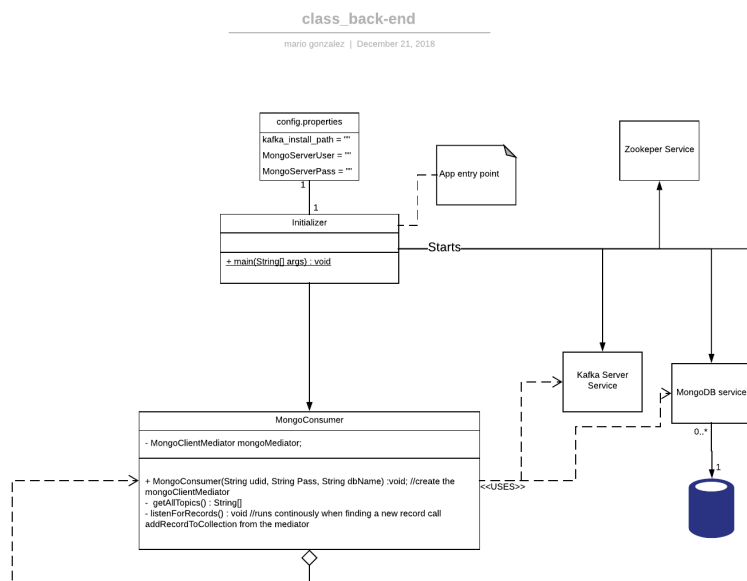 class_back-end
mario gonzalez | December 21, 2018
config.properties
kafka_install_path = ""
MongoServerUser = ""
MongoServerPass = ""
1
1
App entry point
Zookeper Service
Initializer
+ main(String[] args) : void
Starts
Kafka Server
Service
MongoDB service
0..*
1
MongoConsumer
- MongoClientMediator mongoMediator;
+ MongoConsumer(String udid, String Pass, String dbName) :void; //create the
mongoClientMediator
- getAllTopics() : String[]
- listenForRecords() : void //runs continously when finding a new record call
addRecordToCollection from the mediator
<<USES>>